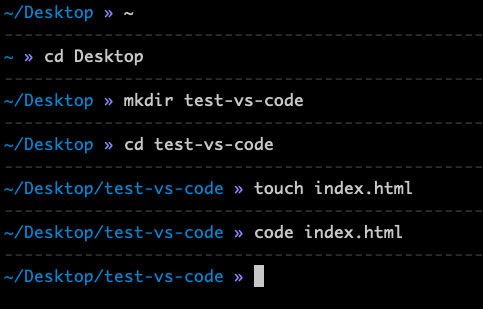 ~/Desktop » ~
~ » cd Desktop
~/Desktop » mkdir test-vs-code
~/Desktop » cd test-vs-code
~/Desktop/test-vs-code » touch index.html
~/Desktop/test-vs-code » code index.html
~/Desktop/test-vs-code »